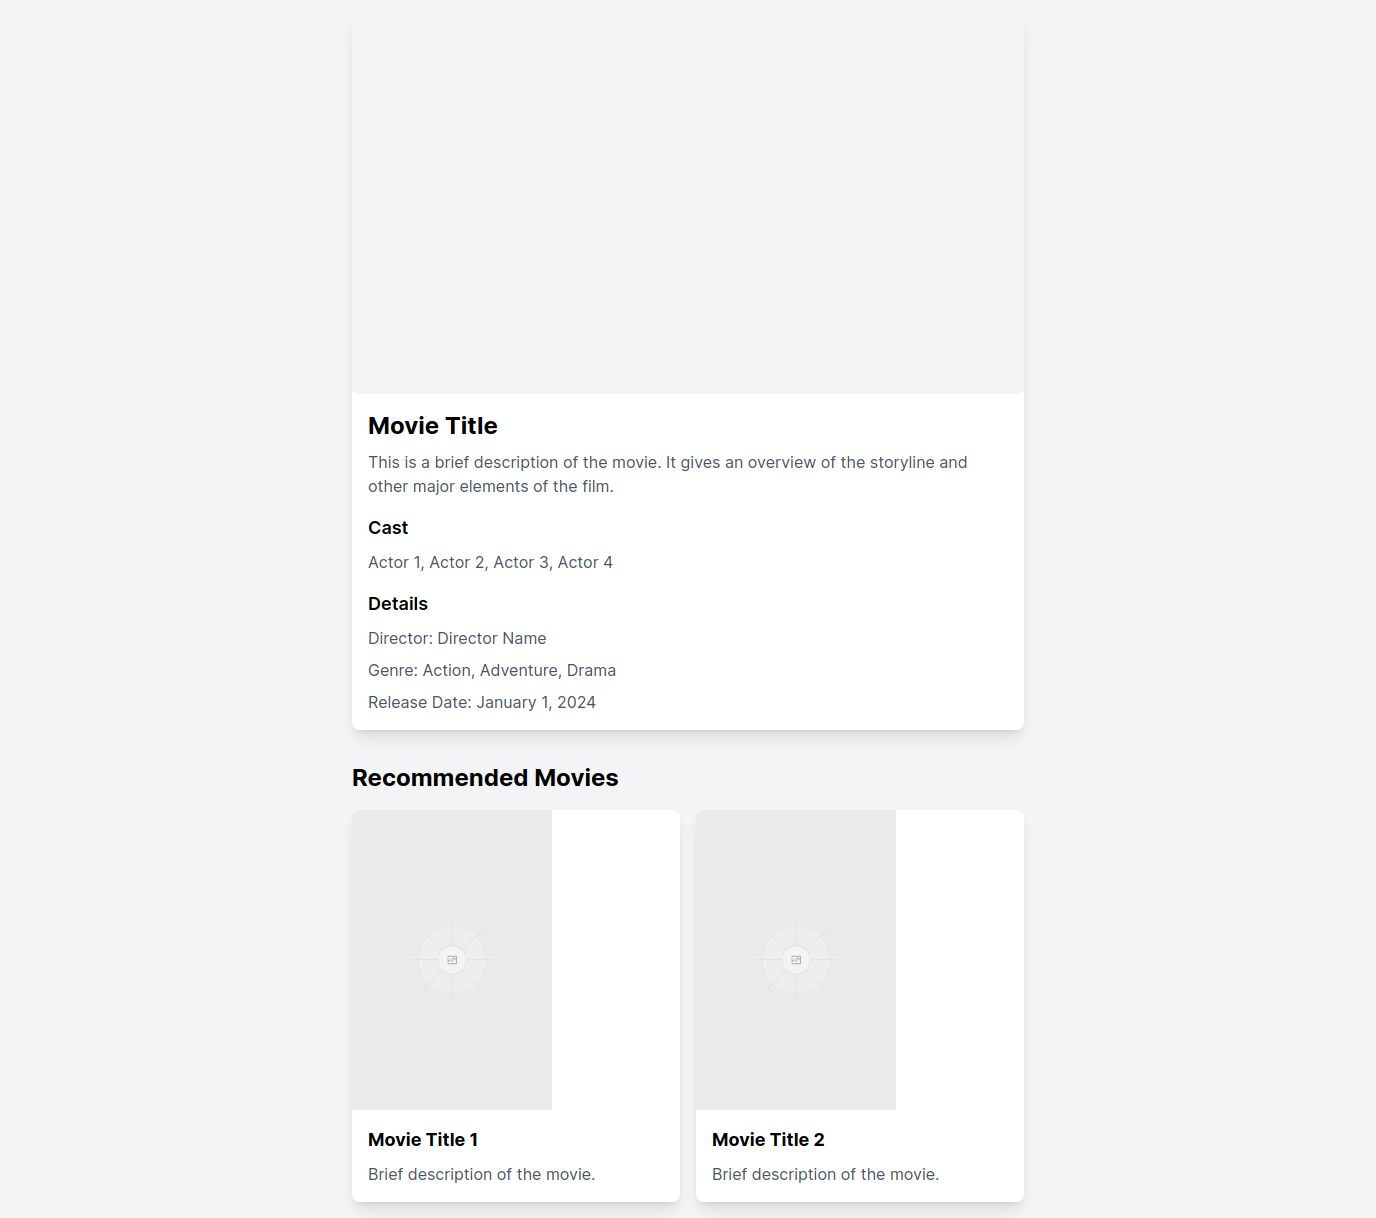 Movie Title
This is a brief description of the movie. It gives an overview of the storyline and
other major elements of the film.
Cast
Actor 1, Actor 2, Actor 3, Actor 4
Details
Director: Director Name
Genre: Action, Adventure, Drama
Release Date: January 1, 2024
Recommended Movies
Movie Title 1
Brief description of the movie.
Movie Title 2
Brief description of the movie.